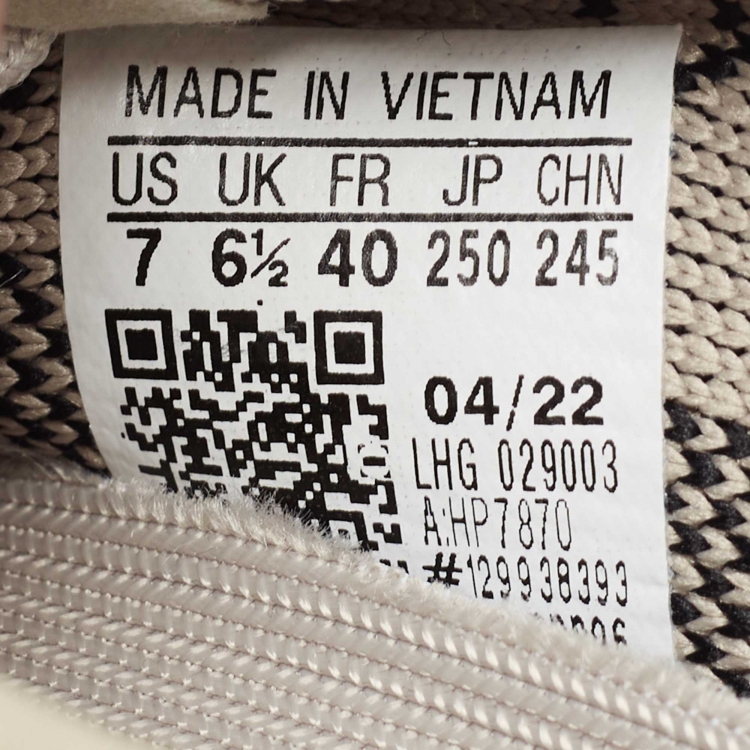 MADE IN VIETNAM
US UK FR JP CHN
7 6½ 40 250 245
04/22
LHG 029003
A:HP7870
#129938393